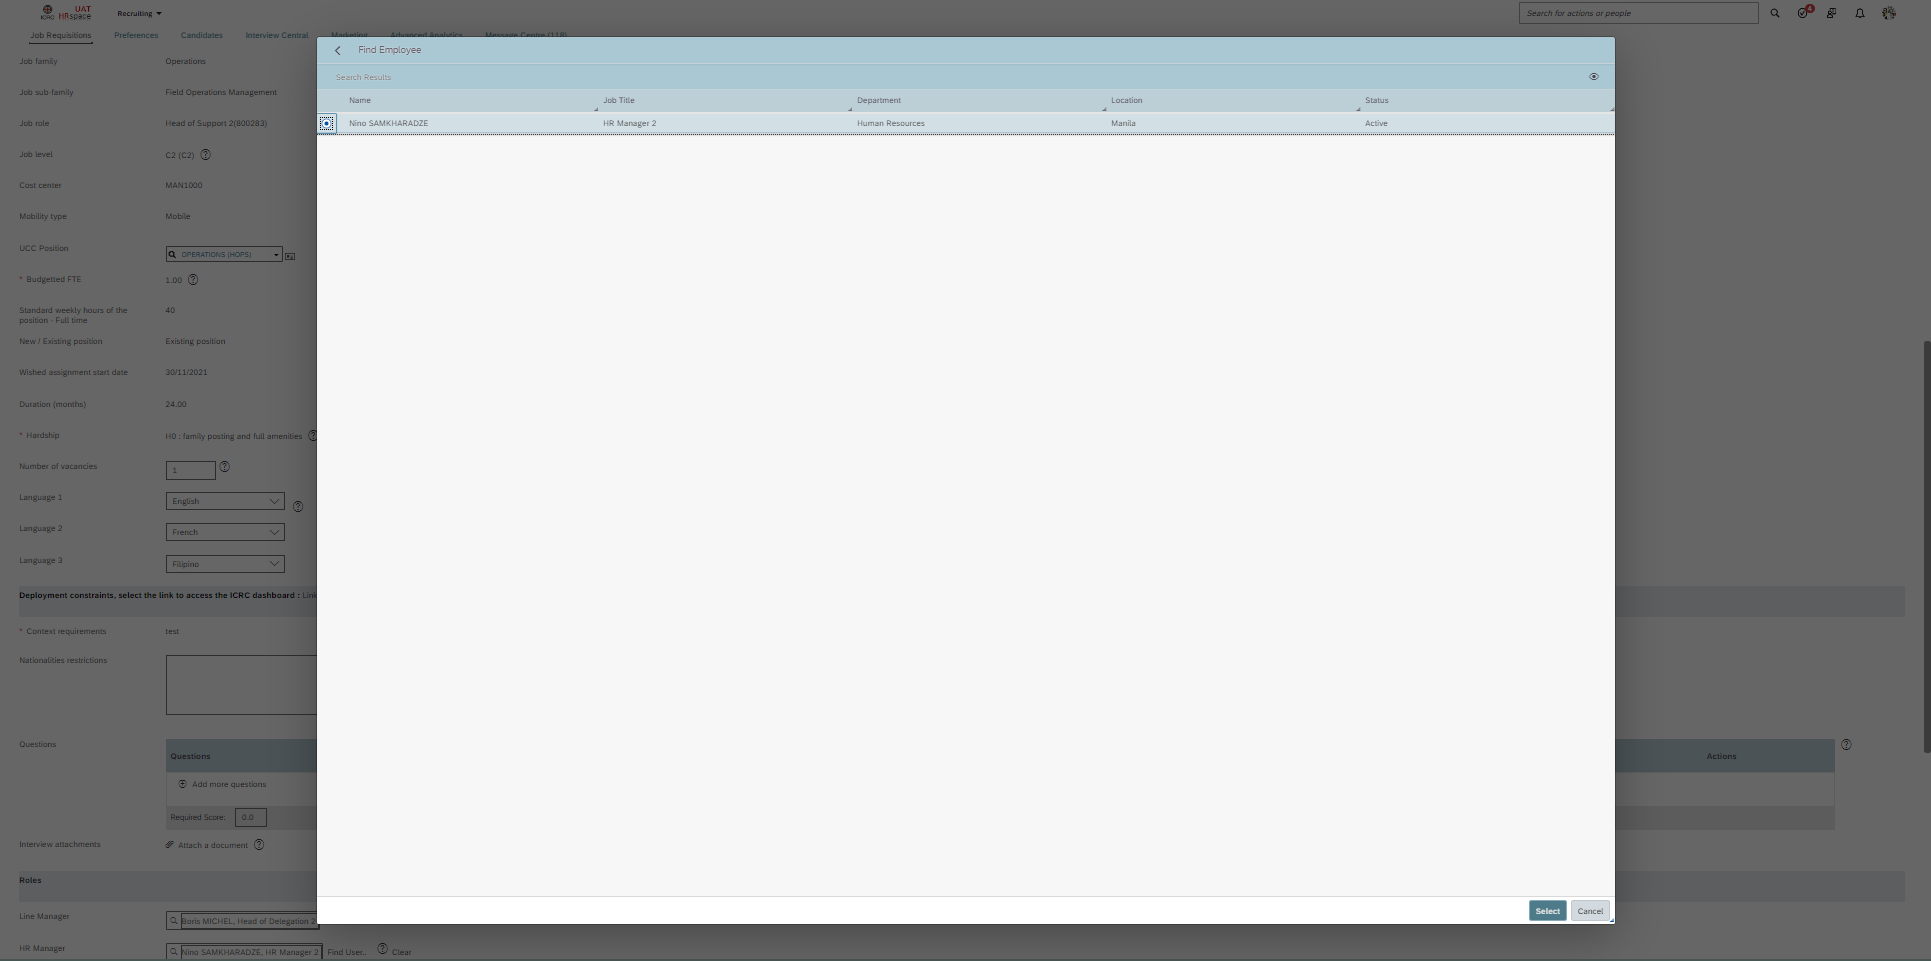 UAT
ICRC HRspace
Recruiting
Search for actions or people
4
Job Requisitions
Preferences
Candidates
Interview Central
Marketing
Advanced Analytics
Message Centre (118)
Find Employee
Search Results
Name
Job Title
Department
Location
Status
Nino SAMKHARADZE
HR Manager 2
Human Resources
Manila
Active
Job family
Operations
Job sub family
Field Operations Management
Job role
Head of Support 2(800283)
Job level
C2 (C2)
Cost center
MAN1000
Mobility type
Mobile
UCC Position
OPERATIONS (HOPS)
* Budgetted FTE
1.00
Standard weekly hours of the
position - Full time
40
New / Existing position
Existing position
Wished assignment start date
30/11/2021
Duration (months)
24.00
* Hardship
H0 : family posting and full amenities
Number of vacancies
1
Language 1
English
Language 2
French
Language 3
Filipino
Deployment constraints, select the link to access the ICRC dashboard : Link
* Context requirements
test
Nationalities restrictions
Questions
Questions
Actions
Add more questions
Required Score:
0.0
Interview attachments
Attach a document
Roles
Line Manager
Boris MICHEL, Head of Delegation 2
HR Manager
Nino SAMKHARADZE, HR Manager 2
Find User..
Clear
Select
Cancel